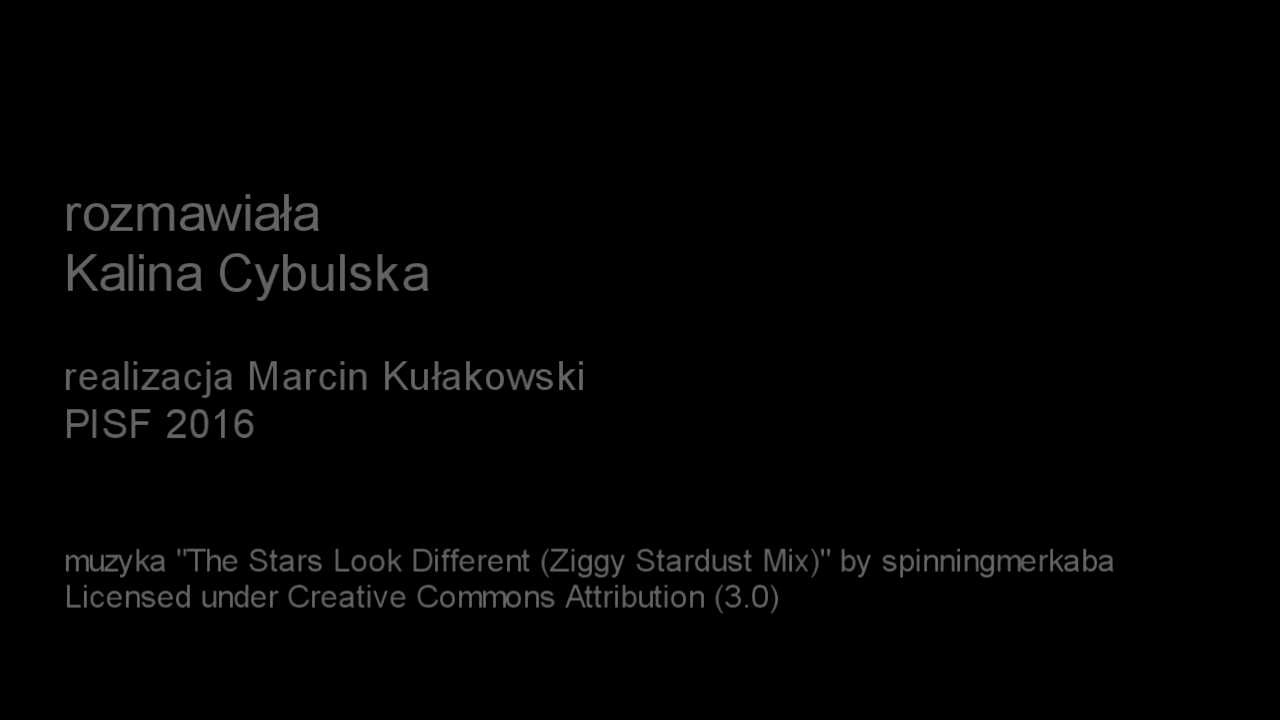 rozmawiała
Kalina Cybulska
realizacja Marcin Kułakowski
PISF 2016
muzyka "The Stars Look Different (Ziggy Stardust Mix)" by spinningmerkaba
Licensed under Creative Commons Attribution (3.0)